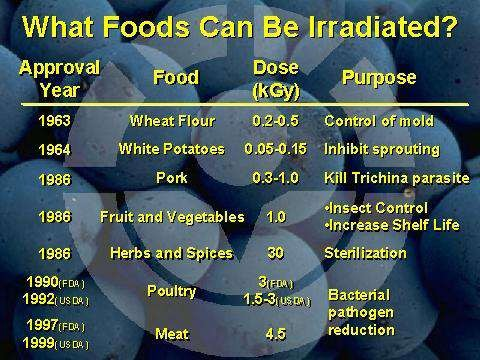 What Foods Can Be Irradiated?
Approval Year Food Dose (kGy) Purpose
1963 Wheat Flour 0.2-0.5 Control of mold
1964 White Potatoes 0.05-0.15 Inhibit sprouting
1986 Pork 0.3-1.0 Kill Trichina parasite
1986 Fruit and Vegetables 1.0 •Insect Control
•Increase Shelf Life
1986 Herbs and Spices 30 Sterilization
1990(FDA) Poultry 3(FDA) Bacterial pathogen reduction
1992(USDA) 1.5-3(USDA)
1997(FDA) Meat 4.5
1999(USDA)